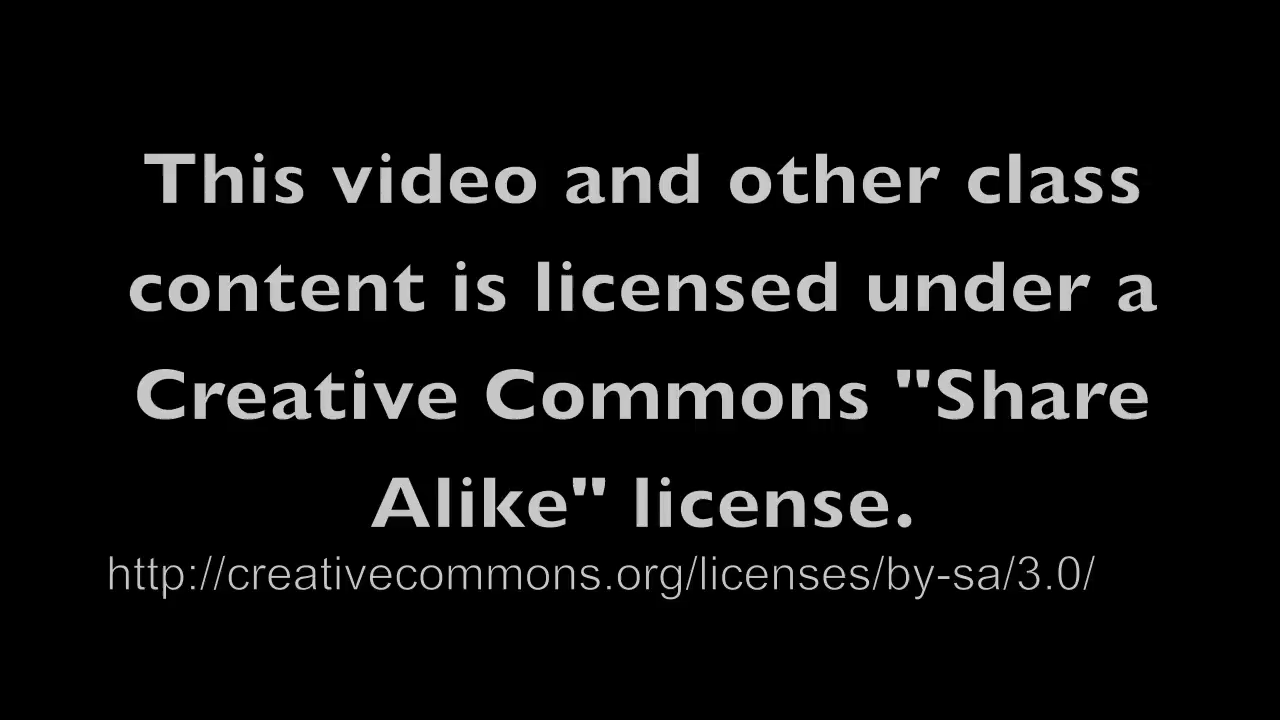 This video and other class
content is licensed under a
Creative Commons "Share
Alike" license.
http://creativecommons.org/licenses/by-sa/3.0/